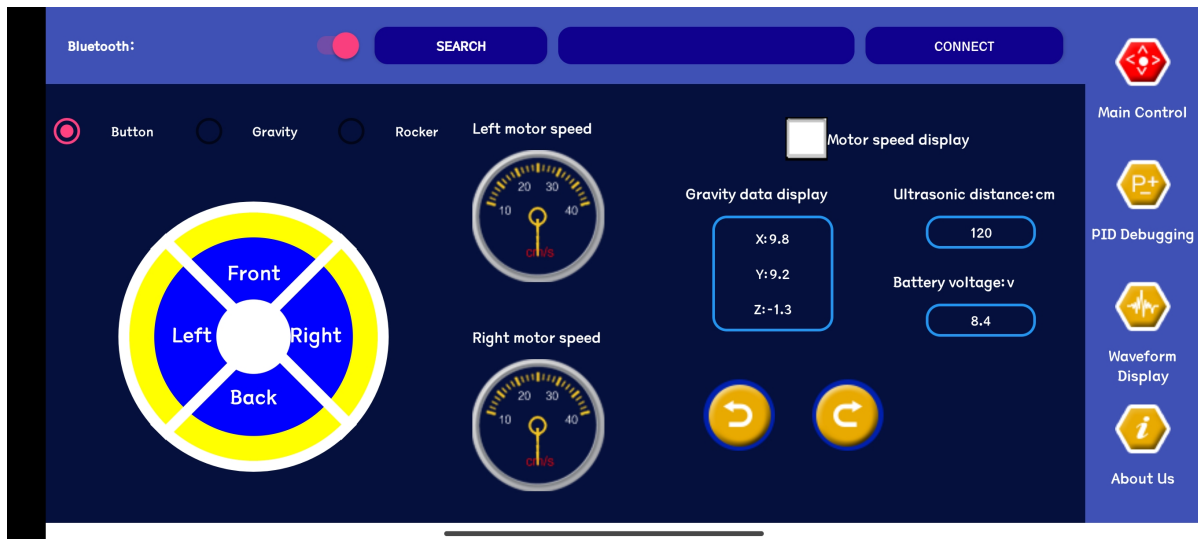 Bluetooth:
SEARCH
CONNECT
Main Control
Button
Gravity
Rocker
Left motor speed
Motor speed display
10 20 30 40
cm/s
Gravity data display
X:9.8
Y:9.2
Z:-1.3
Ultrasonic distance:cm
120
Battery voltage:v
8.4
P±
PID Debugging
Front
Left
Right
Back
Right motor speed
10 20 30 40
cm/s
Waveform
Display
i
About Us